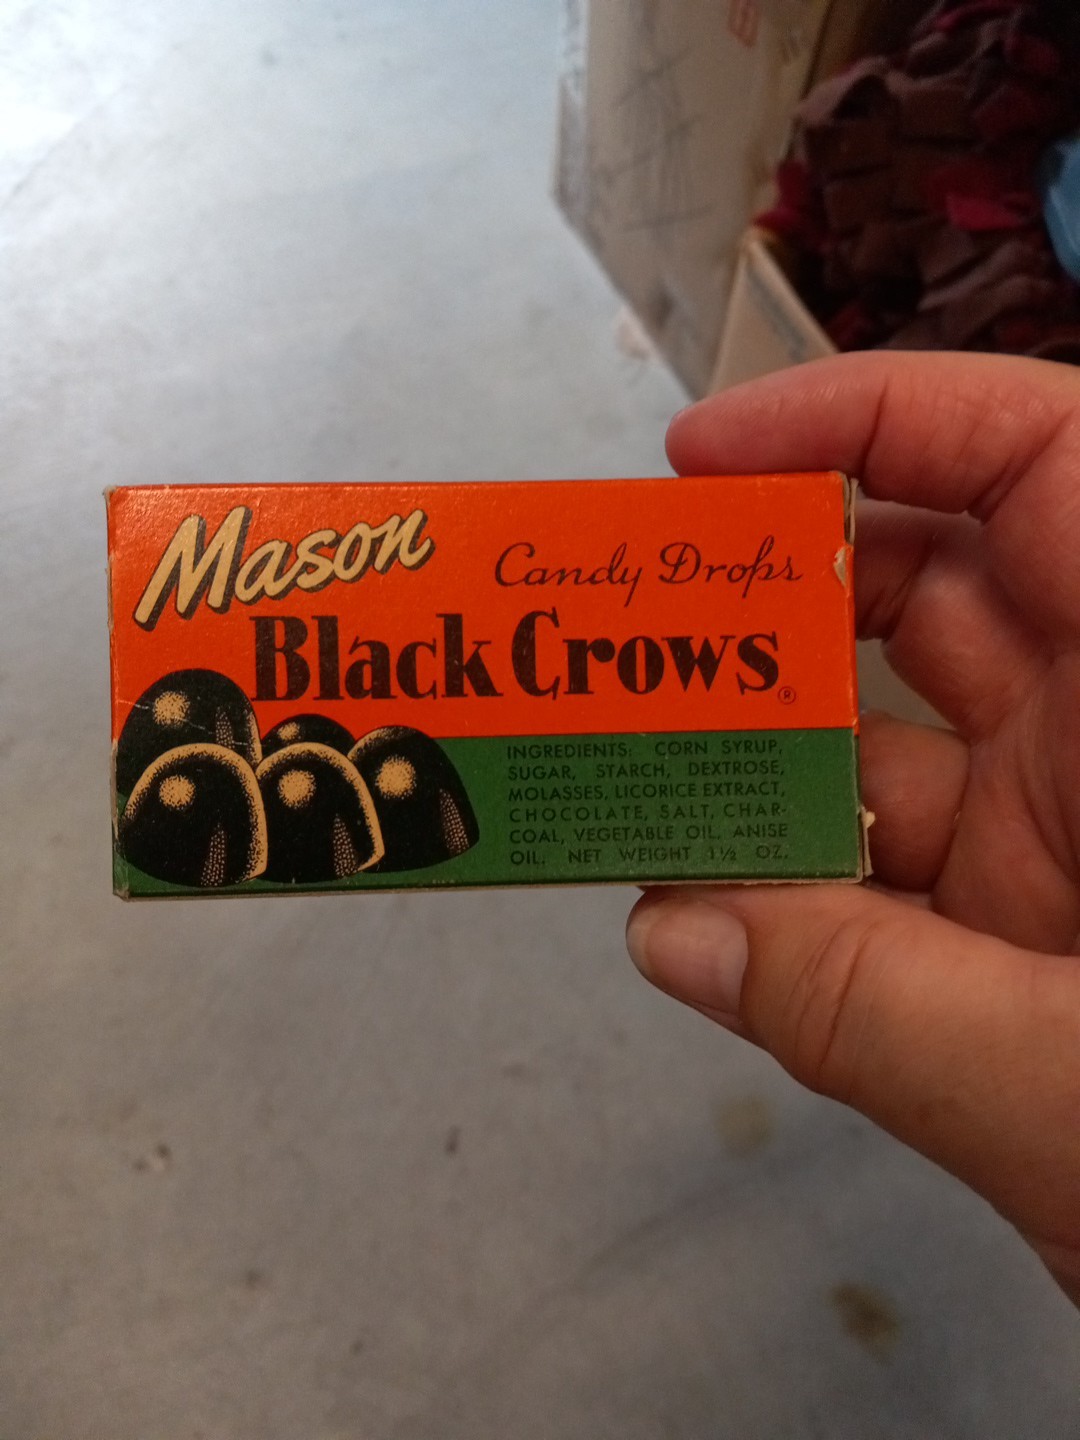 Mason
Candy Drops
Black Crows®
INGREDIENTS: CORN SYRUP,
SUGAR, STARCH, DEXTROSE,
MOLASSES, LICORICE EXTRACT,
CHOCOLATE, SALT, CHAR-
COAL, VEGETABLE OIL, ANISE
OIL. NET WEIGHT 1½ OZ.